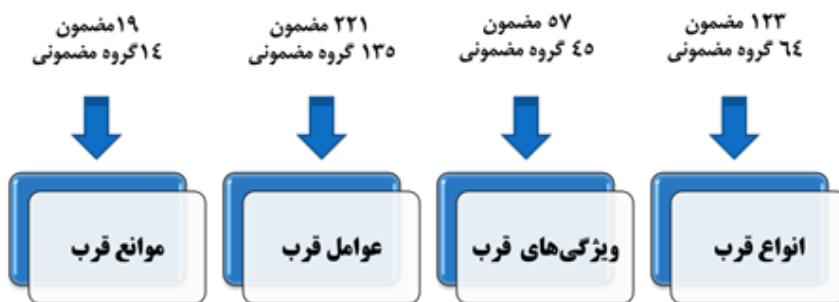 ۱۲۳ مضمون
۶۴ گروه مضمونی
۵۷ مضمون
۴۵ گروه مضمونی
۲۲۱ مضمون
۱۳۵ گروه مضمونی
۱۹مضمون
۱۴گروه مضمونی
انواع قرب
ویژگی‌های قرب
عوامل قرب
موانع قرب